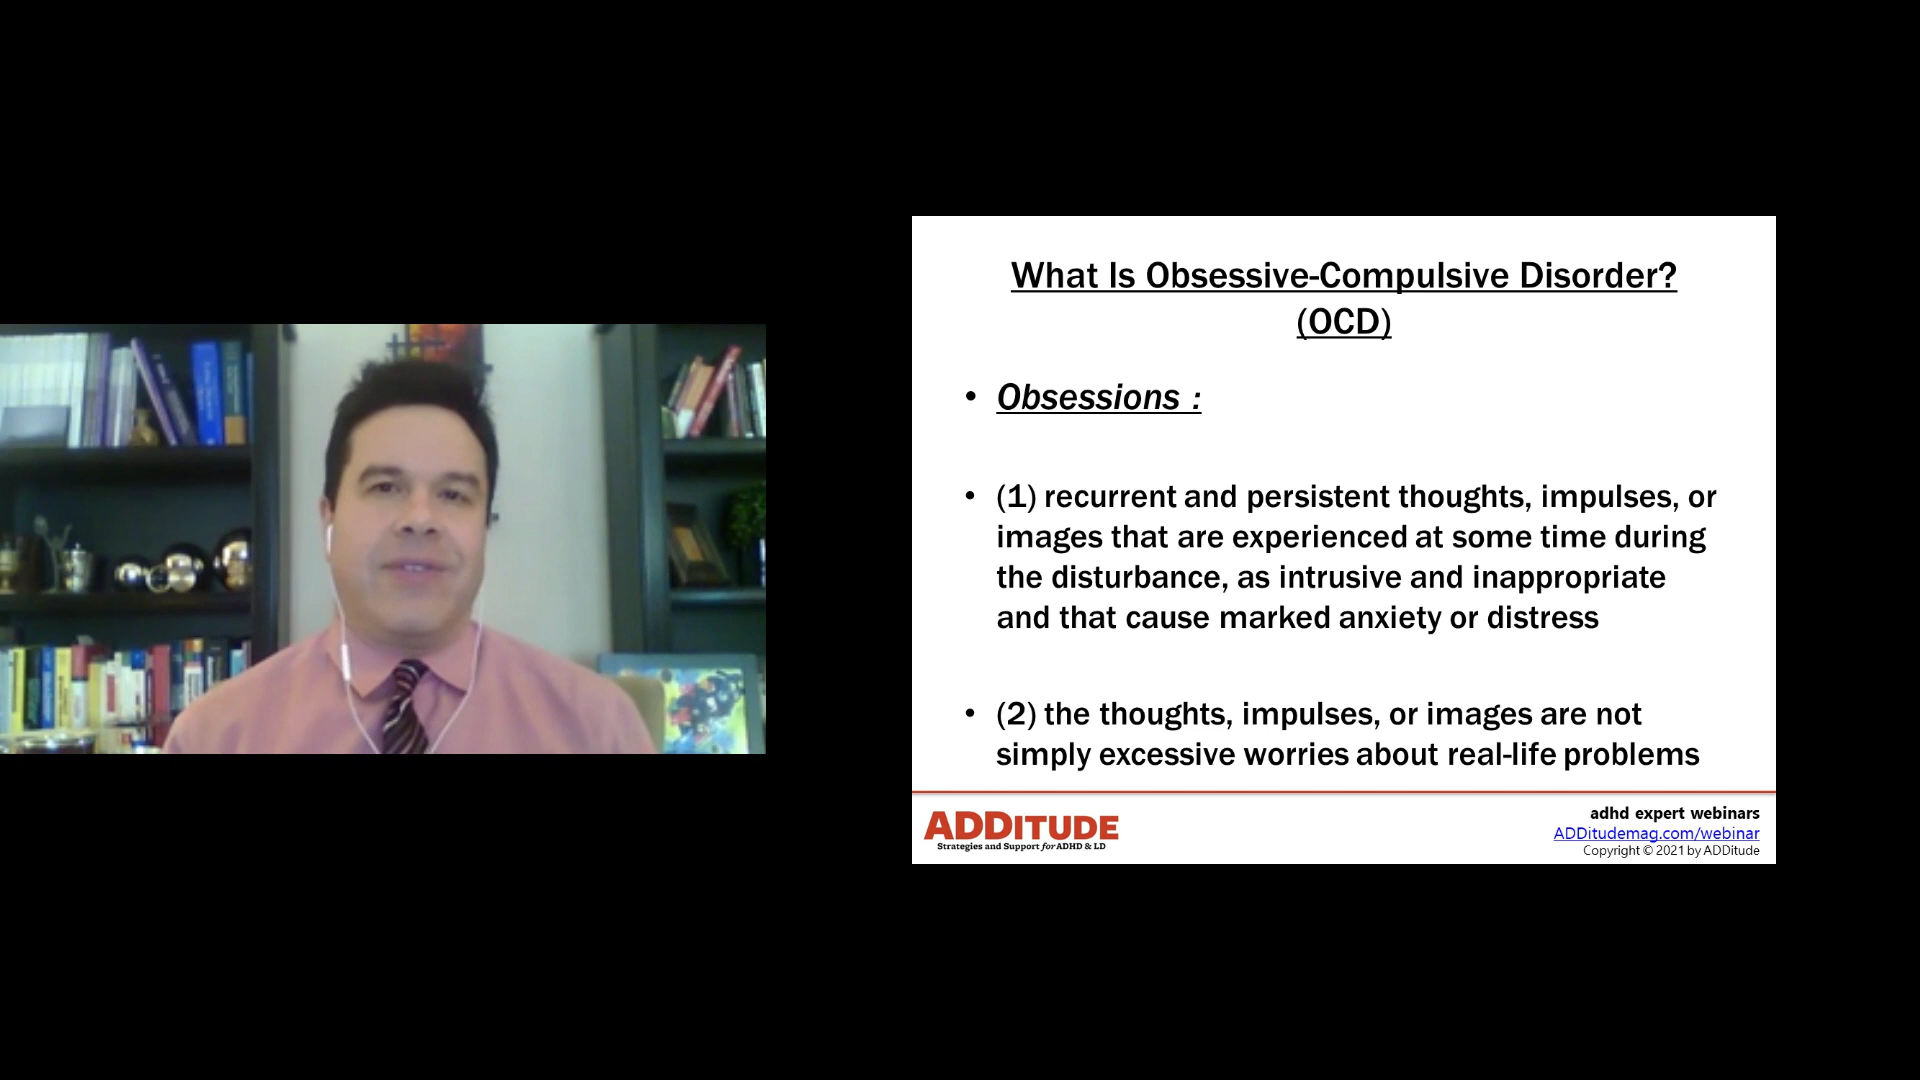 What Is Obsessive-Compulsive Disorder?
(OCD)
• Obsessions :
• (1) recurrent and persistent thoughts, impulses, or
images that are experienced at some time during
the disturbance, as intrusive and inappropriate
and that cause marked anxiety or distress
• (2) the thoughts, impulses, or images are not
simply excessive worries about real-life problems
ADDITUDE
Strategies and Support for ADHD & LD
adhd expert webinars
ADDitudemag.com/webinar
Copyright © 2021 by ADDitude